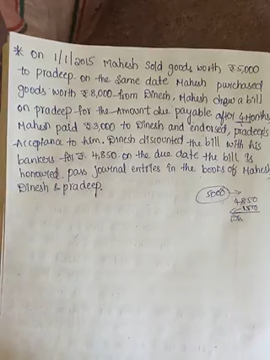 * On 1/1/2015 Mahesh Sold goods worth ₹ 5,000
to pradeep. on the Same date Mahesh purchased
goods worth ₹ 8,000 from Dinesh. Mahesh drew a bill
on pradeep for the Amount due payable after 4 Months
Mahesh paid ₹ 3,000 to Dinesh and endorsed, pradeep's
Acceptance to him. Dinesh discounted the bill with his
bankers for ₹ 4,850 on the due date the bill is
honoured. pass journal entries in the books of Mahesh
Dinesh & pradeep.
5000
4850